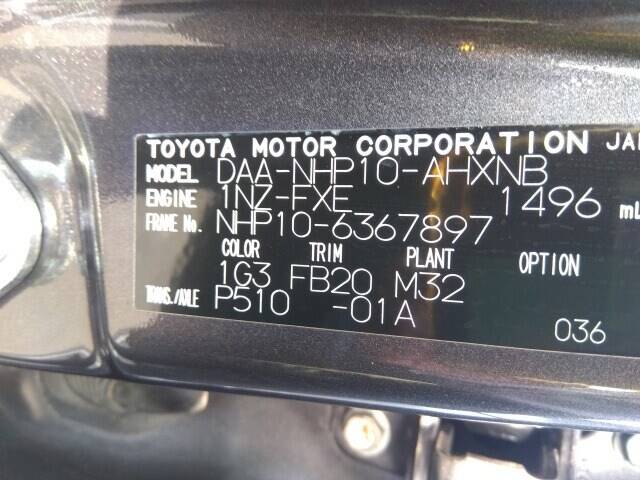 TOYOTA MOTOR CORPORATION JAP
MODEL DAA-NHP10-AHXNB
ENGINE 1NZ-FXE 1496 mL
FRAME No. NHP10-6367897
COLOR TRIM PLANT OPTION
1G3 FB20 M32
TRANS./AXLE P510 -01A
036